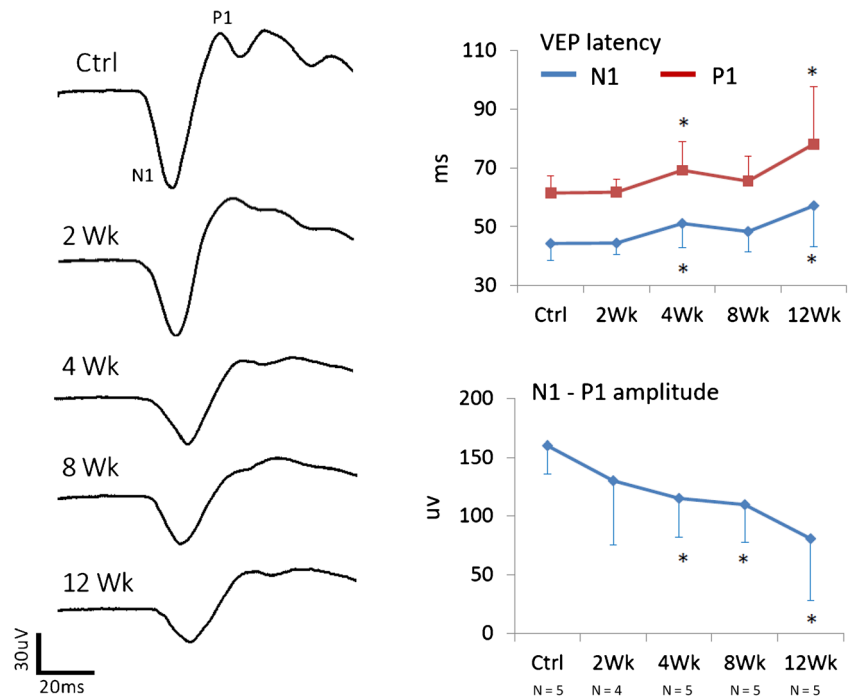 P1
Ctrl
N1
2 Wk
4 Wk
8 Wk
12 Wk
30uV
20ms
VEP latency
N1 P1
ms
110
90
70
50
30
* *
* *
Ctrl 2Wk 4Wk 8Wk 12Wk
N1 - P1 amplitude
uv
200
150
100
50
0
* * *
Ctrl 2Wk 4Wk 8Wk 12Wk
N = 5 N = 4 N = 5 N = 5 N = 5